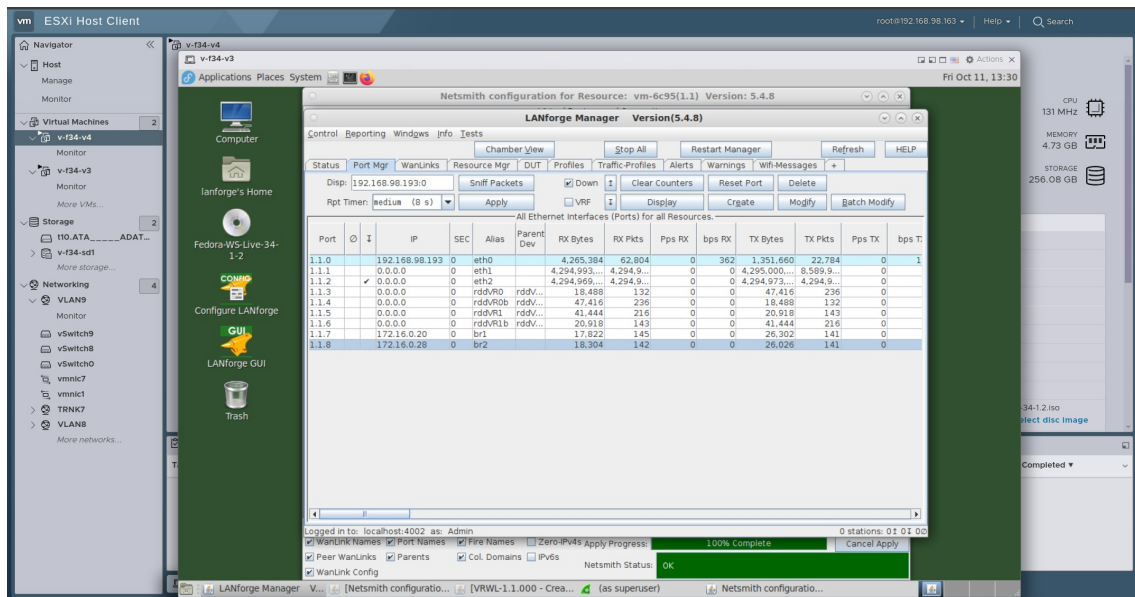 vm ESXi Host Client
root@192.168.98.163 Help Search
Navigator
Host
Manage
Monitor
Virtual Machines 2
v-f34-v4
Monitor
v-f34-v3
Monitor
More VMs...
Storage 2
t10.ATA_____ADAT...
v-f34-sd1
More storage...
Networking 4
VLAN9
Monitor
vSwitch9
vSwitch8
vSwitch0
vmnic7
vmnic1
TRNK7
VLAN8
More networks...
v-f34-v4
v-f34-v3
Actions
Applications Places System
Fri Oct 11, 13:30
Computer
lanforge's Home
Fedora-WS-Live-34-
1-2
CONFIG
Configure LANforge
GUI
LANforge GUI
Trash
Netsmith configuration for Resource: vm-6c95(1.1) Version: 5.4.8
LANforge Manager Version(5.4.8)
Control Reporting Windows Info Tests
Chamber View Stop All Restart Manager Refresh HELP
Status Port Mgr WanLinks Resource Mgr DUT Profiles Traffic-Profiles Alerts Warnings Wifi-Messages +
Disp: 192.168.98.193:0 Sniff Packets Down Clear Counters Reset Port Delete
Rpt Timer: medium (8 s) Apply VRF Display Create Modify Batch Modify
All Ethernet Interfaces (Ports) for all Resources.
Port IP SEC Alias Parent Dev RX Bytes RX Pkts Pps RX bps RX TX Bytes TX Pkts Pps TX bps T
1.1.0 192.168.98.193 0 eth0 4,265,384 62,804 0 362 1,351,660 22,784 0 1
1.1.1 0.0.0.0 0 eth1 4,294,993,... 4,294,9... 0 0 4,295,000,... 8,589,9... 0
1.1.2 ✔ 0.0.0.0 0 eth2 4,294,969,... 4,294,9... 0 0 4,294,973,... 4,294,9... 0
1.1.3 0.0.0.0 0 rddVR0 rddV... 18,488 132 0 0 47,416 236 0
1.1.4 0.0.0.0 0 rddVR0b rddV... 47,416 236 0 0 18,488 132 0
1.1.5 0.0.0.0 0 rddVR1 rddV... 41,444 216 0 0 20,918 143 0
1.1.6 0.0.0.0 0 rddVR1b rddV... 20,918 143 0 0 41,444 216 0
1.1.7 172.16.0.20 0 br1 17,822 145 0 0 26,302 141 0
1.1.8 172.16.0.28 0 br2 18,304 142 0 0 26,026 141 0
Logged in to: localhost:4002 as: Admin
0 stations: 0
WanLink Names Port Names Fire Names Zero-IPv4s Apply Progress: 100% Complete Cancel Apply
Peer WanLinks Parents Col. Domains IPv6s
WanLink Config
Netsmith Status: OK
LANforge Manager V... [Netsmith configuratio... [VRWL-1.1.000 - Crea... (as superuser) Netsmith configuratio...
CPU
131 MHz
MEMORY
4.73 GB
STORAGE
256.08 GB
-34-1.2.iso
elect disc image
Completed ▼